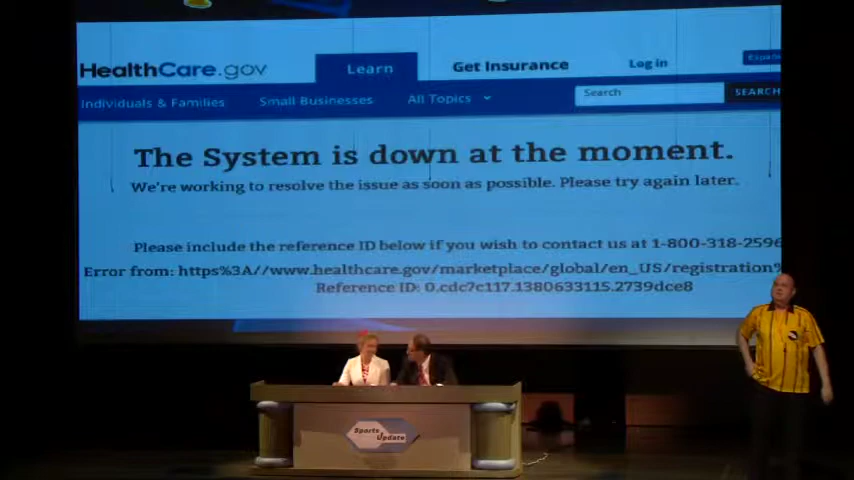 HealthCare.gov
Learn
Get Insurance
Log in
Individuals & Families
Small Businesses
All Topics
Search
SEARCH
The System is down at the moment.
We're working to resolve the issue as soon as possible. Please try again later.
Please include the reference ID below if you wish to contact us at 1-800-318-2596
Error from: https%3A//www.healthcare.gov/marketplace/global/en_US/registration%
Reference ID: 0.cdc7c117.1380633115.2739dce8
Sports
Update